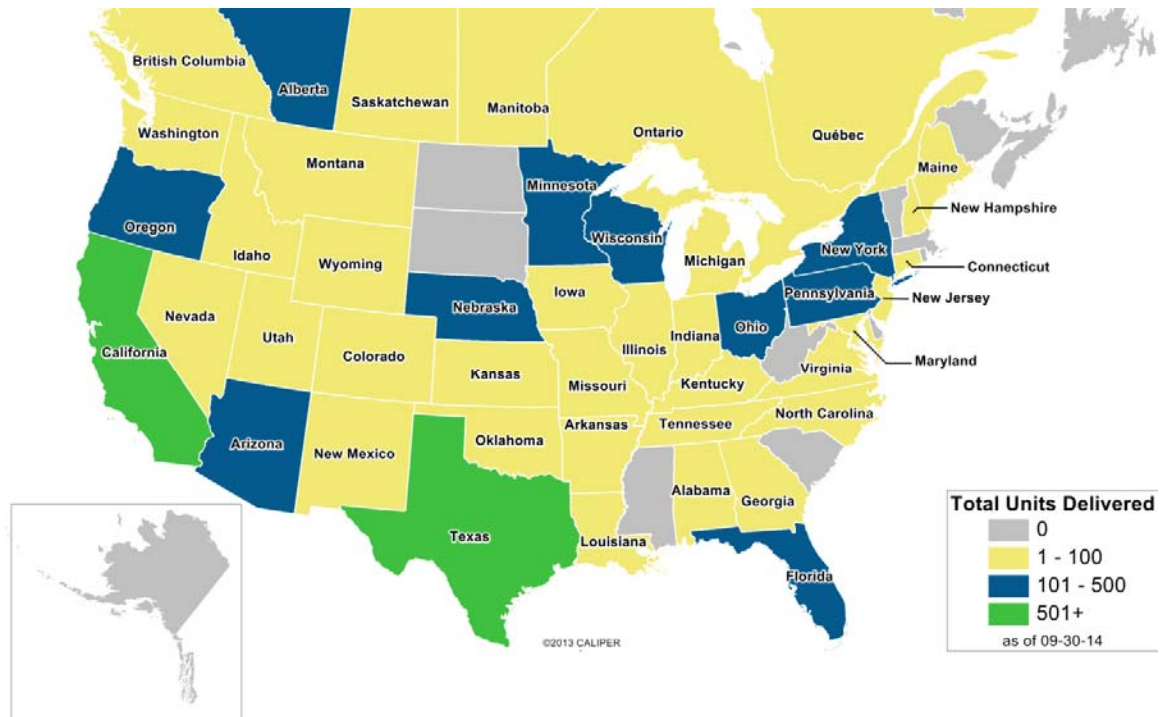 British Columbia
Alberta
Saskatchewan
Manitoba
Ontario
Québec
Washington
Montana
Maine
Minnesota
New Hampshire
Oregon
Wisconsin
New York
Idaho
Wyoming
Michigan
Connecticut
Iowa
Pennsylvania
New Jersey
Nebraska
Nevada
Ohio
Utah
Indiana
California
Colorado
Illinois
Maryland
Kansas
Virginia
Missouri
Kentucky
North Carolina
Arkansas
Tennessee
Arizona
Oklahoma
New Mexico
Alabama
Georgia
Texas
Louisiana
Florida
Total Units Delivered
0
1 - 100
101 - 500
501+
as of 09-30-14
©2013 CALIPER